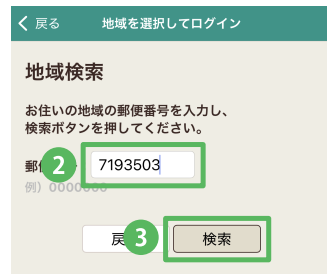 戻る 地域を選択してログイン
地域検索
お住いの地域の郵便番号を入力し、
検索ボタンを押してください。
郵 2 7193503
例）0000000
戻 3 検索